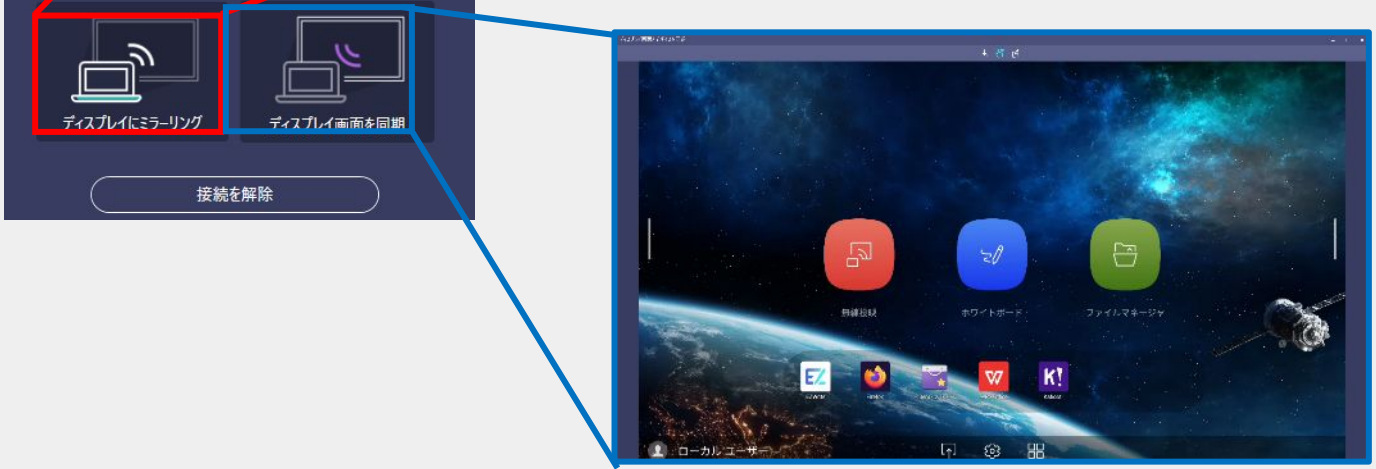 ディスプレイにミラーリング
ディスプレイ画面を同期
接続を解除
無線投映
ホワイトボード
ファイルマネージャ
EZ
W
K!
Firefox
ローカル ユーザー